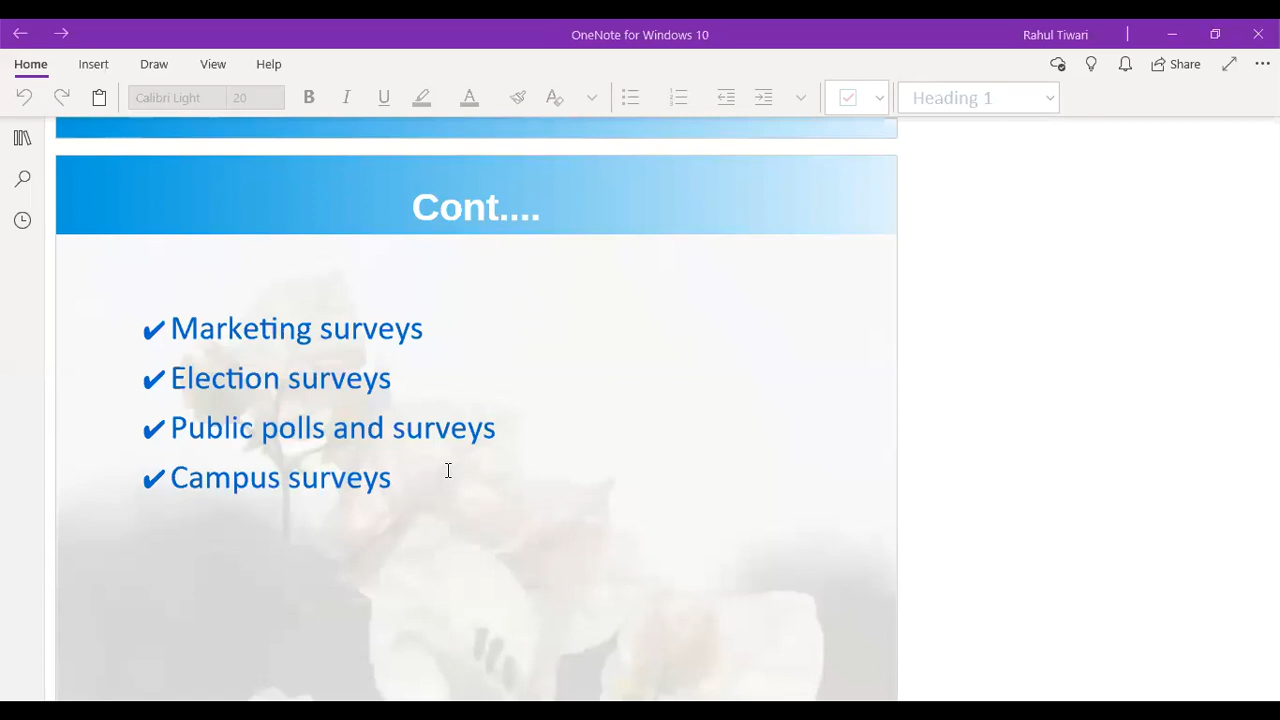 OneNote for Windows 10
Rahul Tiwari
Home Insert Draw View Help
Share
Calibri Light 20 B I U A A Heading 1
Cont....
✔ Marketing surveys
✔ Election surveys
✔ Public polls and surveys
✔ Campus surveys